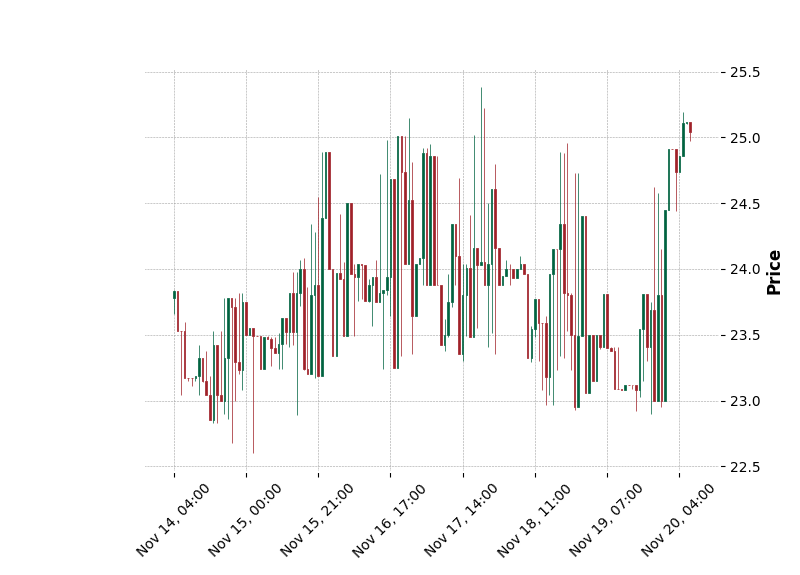 25.5
25.0
24.5
24.0
23.5
23.0
22.5
Price
Nov 14, 04:00
Nov 15, 00:00
Nov 15, 21:00
Nov 16, 17:00
Nov 17, 14:00
Nov 18, 11:00
Nov 19, 07:00
Nov 20, 04:00